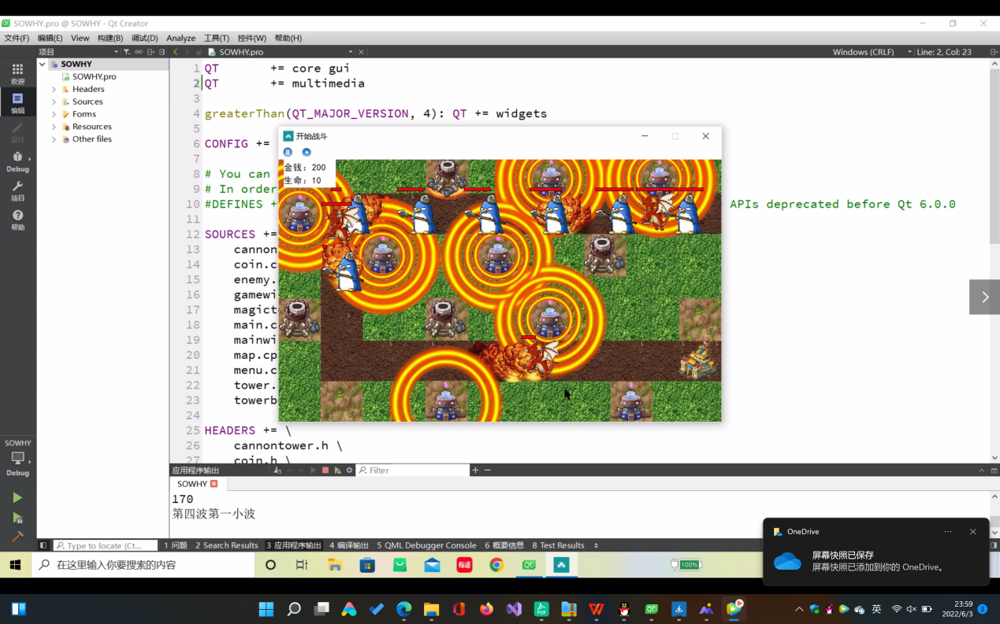 SOWHY.pro @ SOWHY - Qt Creator
文件(F) 编辑(E) View 构建(B) 调试(D) Analyze 工具(T) 控件(W) 帮助(H)
项目
SOWHY.pro
Windows (CRLF)
Line: 2, Col: 23
欢迎
编辑
设计
Debug
项目
帮助
SOWHY
Debug
SOWHY
SOWHY.pro
Headers
Sources
Forms
Resources
Other files
1 QT += core gui
2 QT += multimedia
3
4 greaterThan(QT_MAJOR_VERSION, 4): QT += widgets
5
6 CONFIG +=
7
8 # You can
9 # In order
10 #DEFINES + APIs deprecated before Qt 6.0.0
11
12 SOURCES +=
13 cannon
14 coin.c
15 enemy.
16 gamewi
17 magict
18 main.c
19 mainwi
20 map.cp
21 menu.c
22 tower.
23 towerb
24
25 HEADERS += \
26 cannontower.h \
27 coin.h \
开始战斗
金钱：200
生命：10
应用程序输出
Filter
SOWHY
170
第四波第一小波
Type to locate (Ct...
1 问题 2 Search Results 3 应用程序输出 4 编译输出 5 QML Debugger Console 6 概要信息 8 Test Results
在这里输入你要搜索的内容
有道
QC
100%
OneDrive
屏幕快照已保存
屏幕快照已添加到你的 OneDrive。
PDF
QC
英
23:59
2022/6/3
3